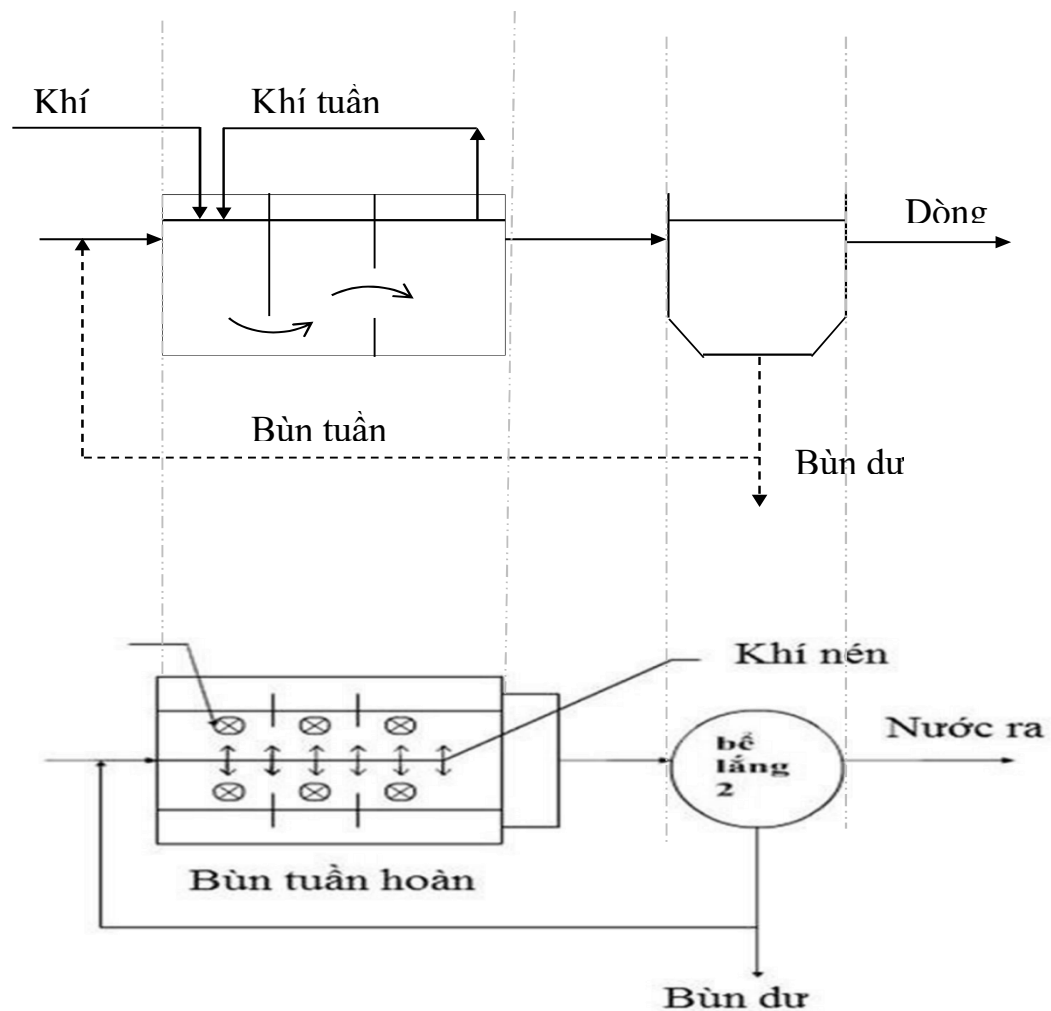 Khí
Khí tuần
Dòng
Bùn tuần
Bùn dư
Khí nén
Nước ra
bể
lắng
2
Bùn tuần hoàn
Bùn dư